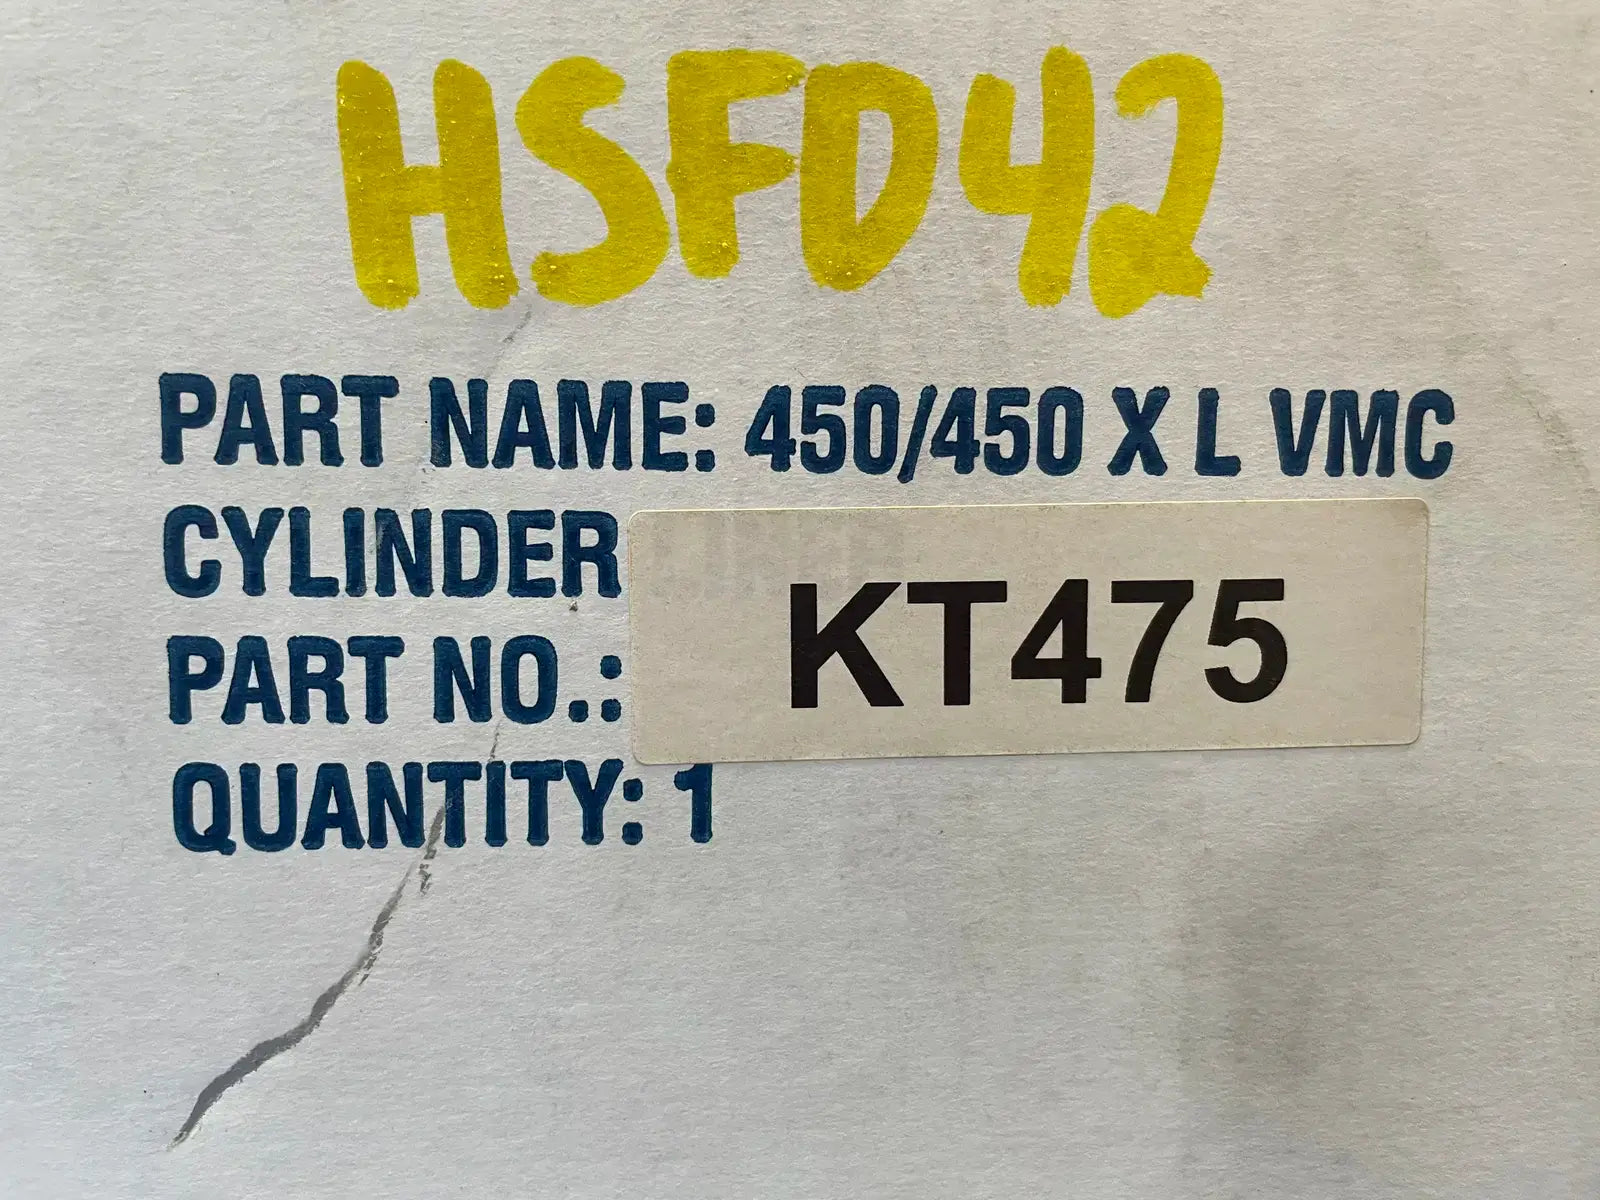 HSFD42
PART NAME: 450/450 X L VMC
CYLINDER
KT475
PART NO.:
QUANTITY: 1